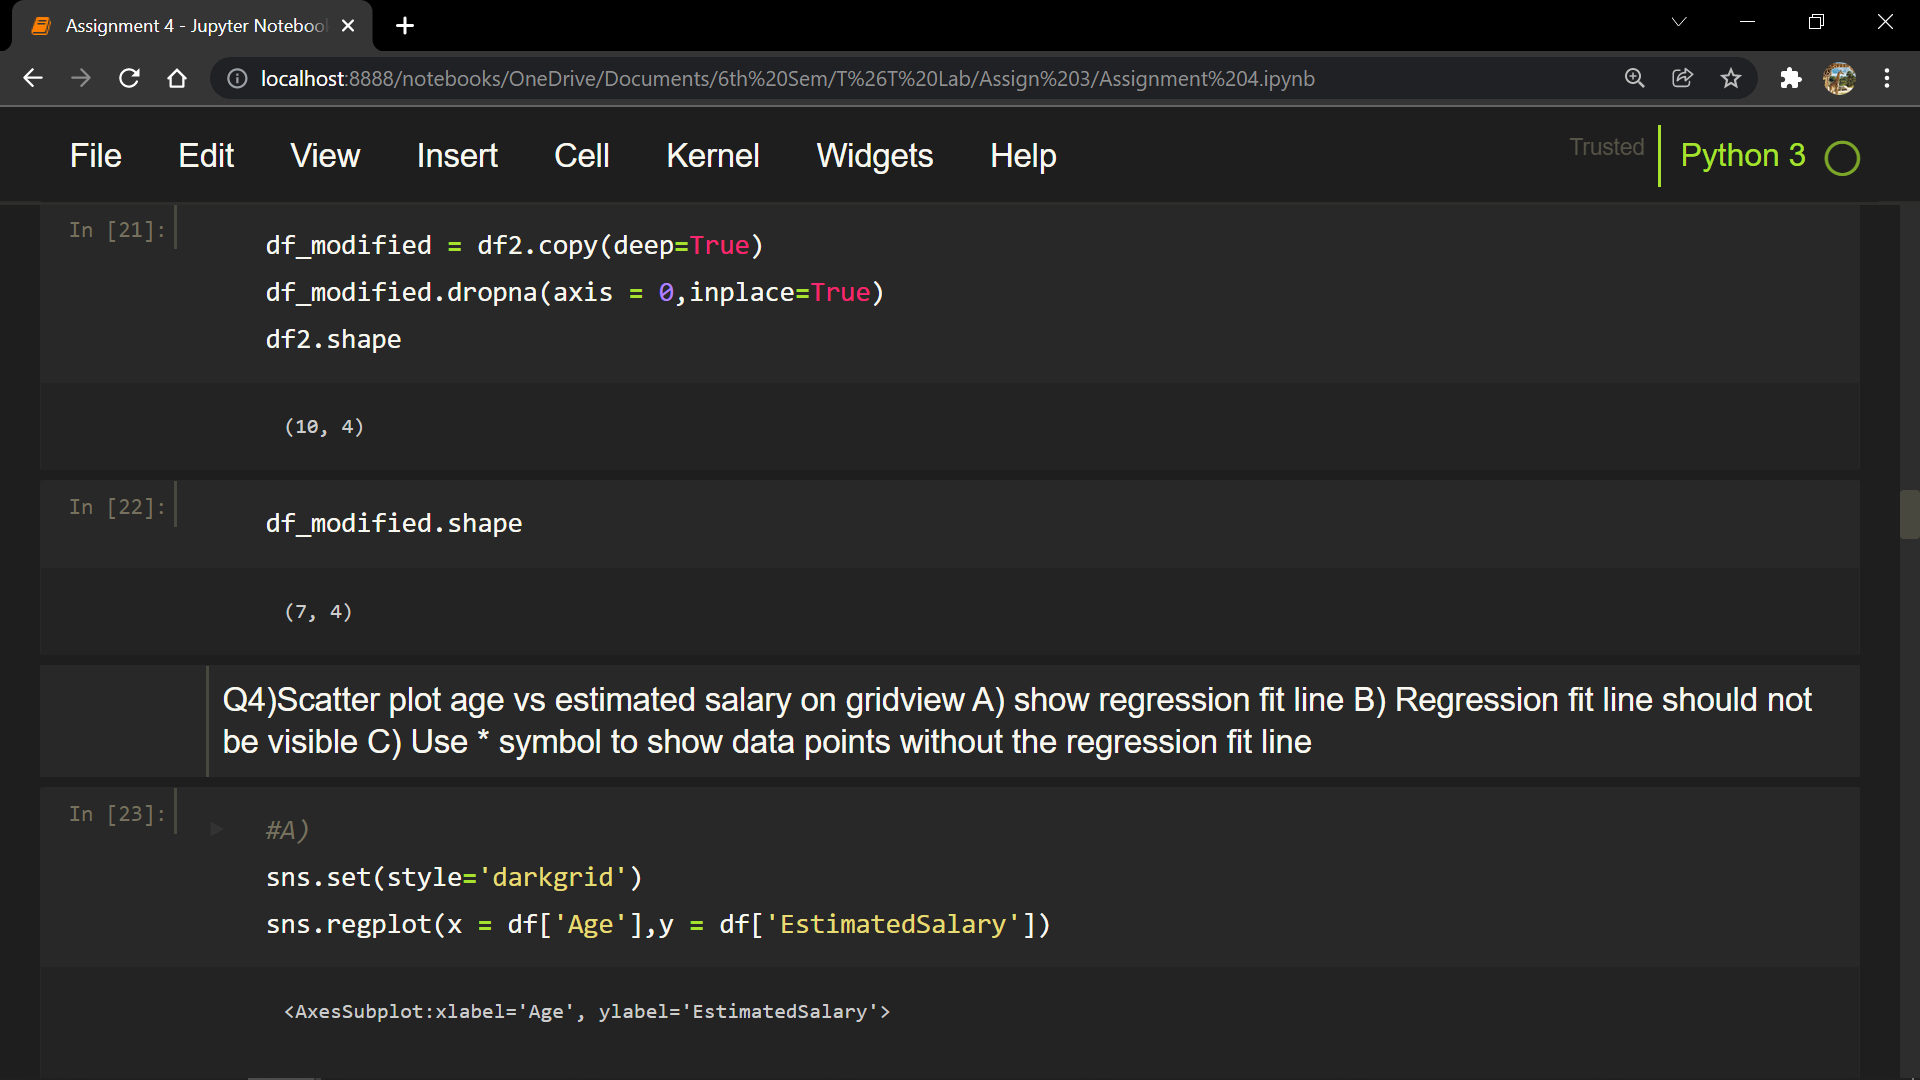 Assignment 4 - Jupyter Notebook
localhost:8888/notebooks/OneDrive/Documents/6th%20Sem/T%26T%20Lab/Assign%203/Assignment%204.ipynb
File Edit View Insert Cell Kernel Widgets Help Trusted Python 3
In [21]:
df_modified = df2.copy(deep=True)
df_modified.dropna(axis = 0,inplace=True)
df2.shape
(10, 4)
In [22]:
df_modified.shape
(7, 4)
Q4)Scatter plot age vs estimated salary on gridview A) show regression fit line B) Regression fit line should not
be visible C) Use * symbol to show data points without the regression fit line
In [23]:
#A)
sns.set(style='darkgrid')
sns.regplot(x = df['Age'],y = df['EstimatedSalary'])
<AxesSubplot:xlabel='Age', ylabel='EstimatedSalary'>